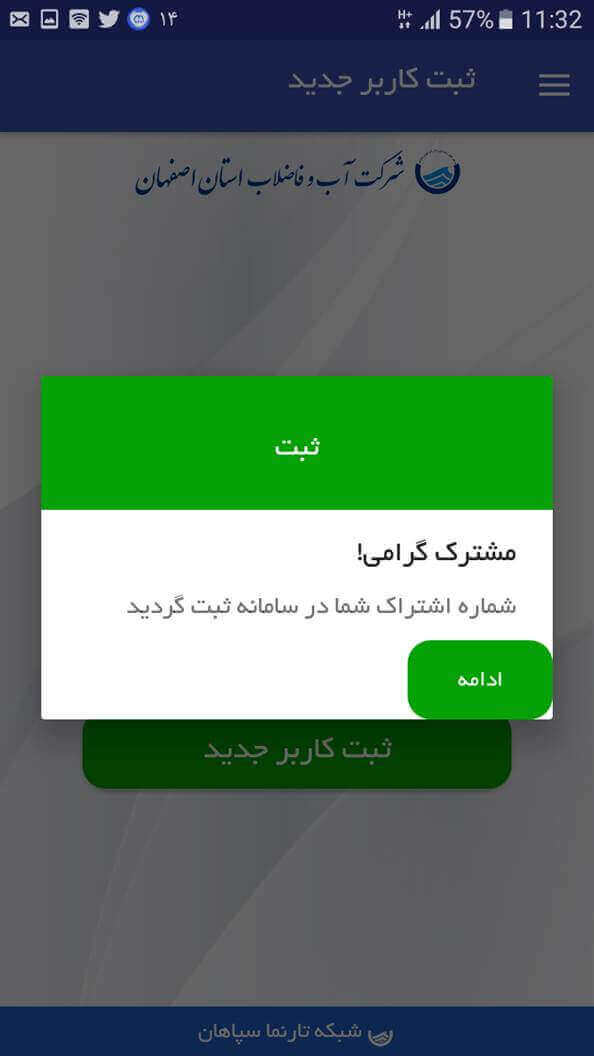 ۱۴ H+ 57% 11:32
ثبت کاربر جدید
شرکت آب و فاضلاب استان اصفهان
ثبت
مشترک گرامی!
شماره اشتراک شما در سامانه ثبت گردید
ادامه
ثبت کاربر جدید
شبکه تارنما سپاهان